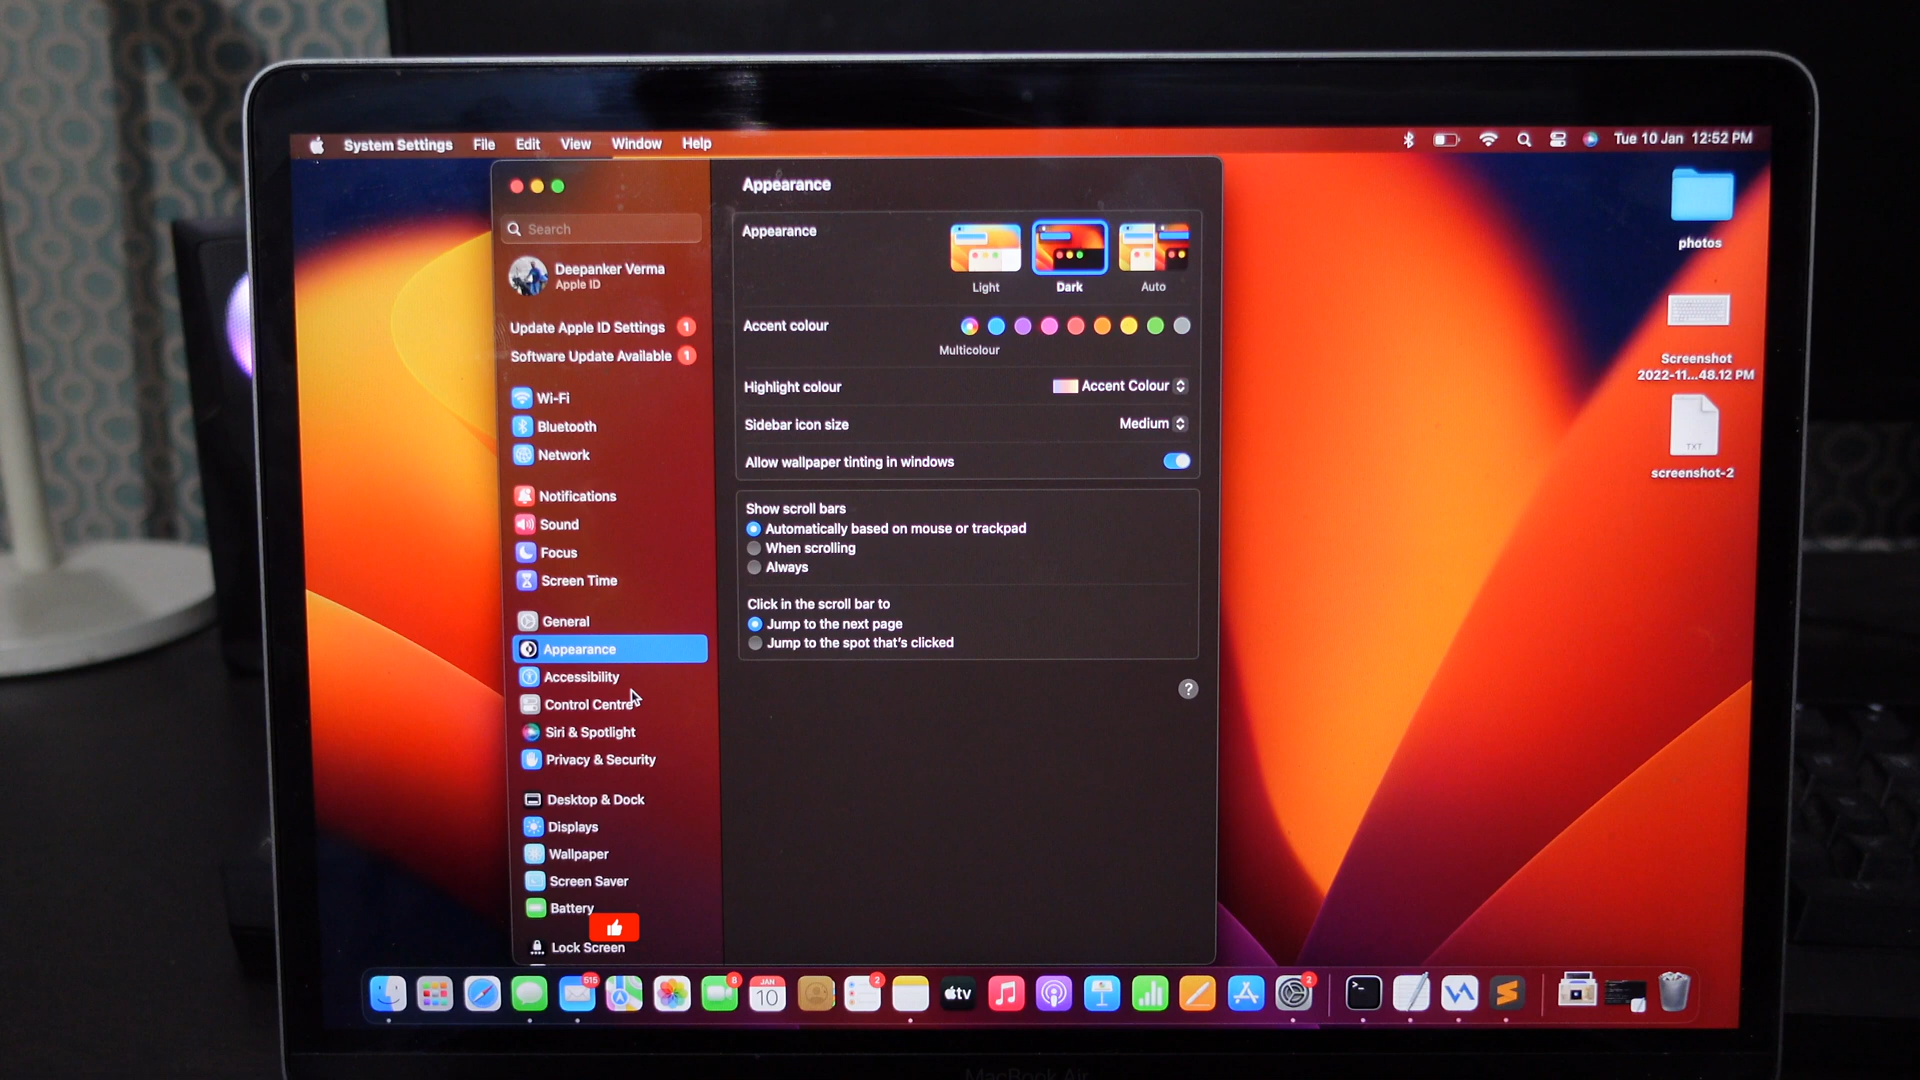 System Settings File Edit View Window Help
Tue 10 Jan 12:52 PM
Search
Deepanker Verma
Apple ID
Update Apple ID Settings 1
Software Update Available 1
Wi-Fi
Bluetooth
Network
Notifications
Sound
Focus
Screen Time
General
Appearance
Accessibility
Control Centre
Siri & Spotlight
Privacy & Security
Desktop & Dock
Displays
Wallpaper
Screen Saver
Battery
Lock Screen
Appearance
Appearance
Light Dark Auto
Accent colour
Multicolour
Highlight colour Accent Colour
Sidebar icon size Medium
Allow wallpaper tinting in windows
Show scroll bars
Automatically based on mouse or trackpad
When scrolling
Always
Click in the scroll bar to
Jump to the next page
Jump to the spot that's clicked
?
photos
Screenshot
2022-11...48.12 PM
TXT
screenshot-2
515
8
JAN
10
2
tv
2
MacBook Air